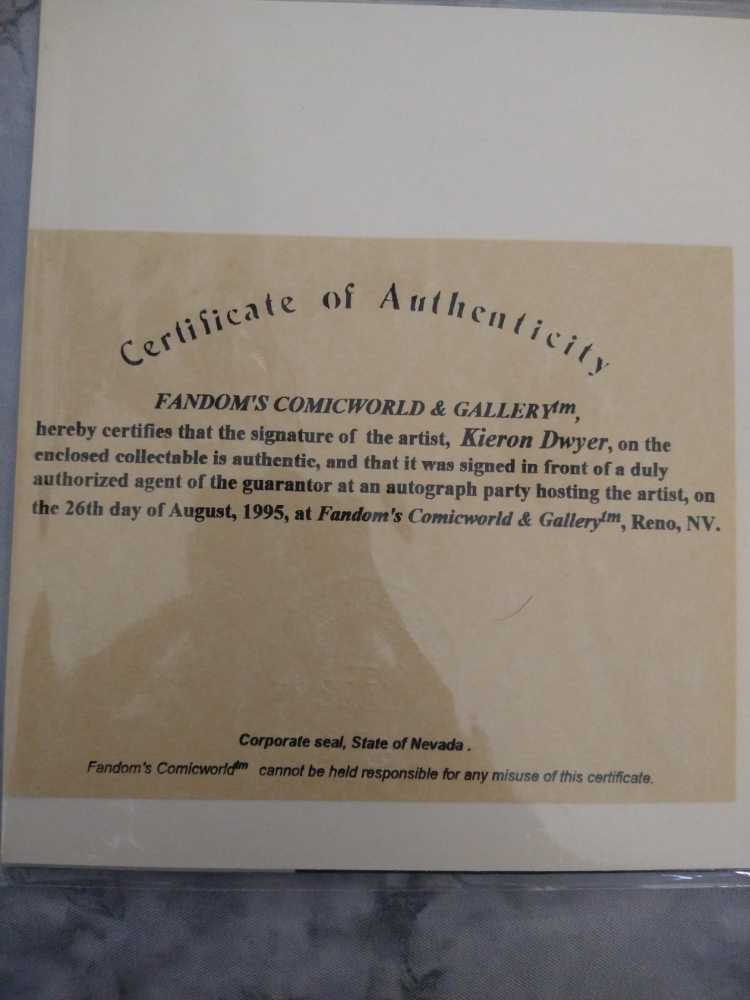 Certificate of Authenticity
FANDOM'S COMICWORLD & GALLERYtm,
hereby certifies that the signature of the artist, Kieron Dwyer, on the
enclosed collectable is authentic, and that it was signed in front of a duly
authorized agent of the guarantor at an autograph party hosting the artist, on
the 26th day of August, 1995, at Fandom's Comicworld & Gallerytm, Reno, NV.
Corporate seal, State of Nevada .
Fandom's Comicworldtm cannot be held responsible for any misuse of this certificate.